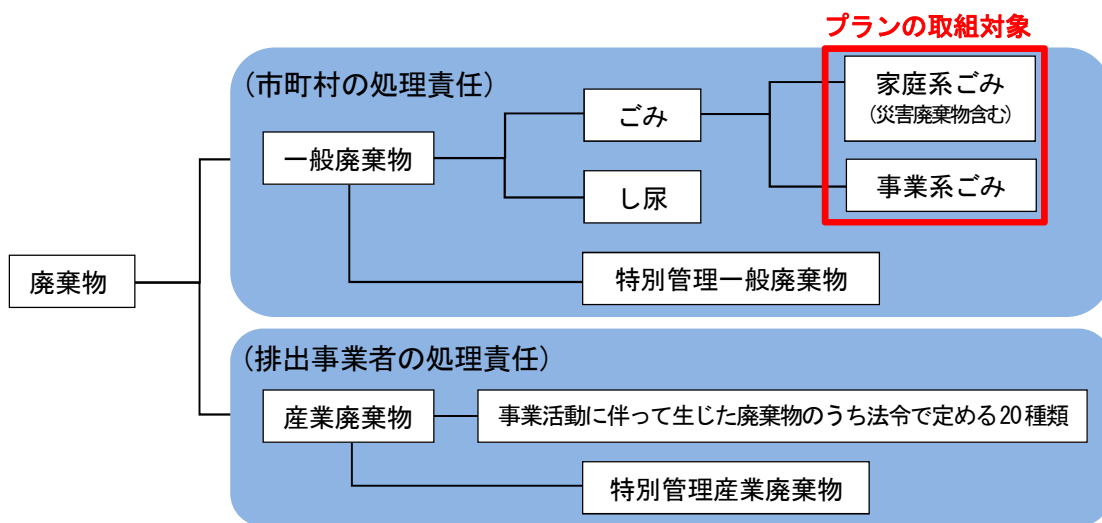 プランの取組対象
(市町村の処理責任)
家庭系ごみ
(災害廃棄物含む)
ごみ
一般廃棄物
事業系ごみ
し尿
廃棄物
特別管理一般廃棄物
(排出事業者の処理責任)
産業廃棄物
事業活動に伴って生じた廃棄物のうち法令で定める20種類
特別管理産業廃棄物